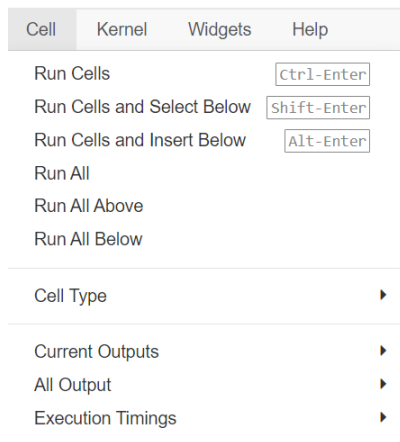 Cell Kernel Widgets Help
Run Cells Ctrl-Enter
Run Cells and Select Below Shift-Enter
Run Cells and Insert Below Alt-Enter
Run All
Run All Above
Run All Below
Cell Type
Current Outputs
All Output
Execution Timings